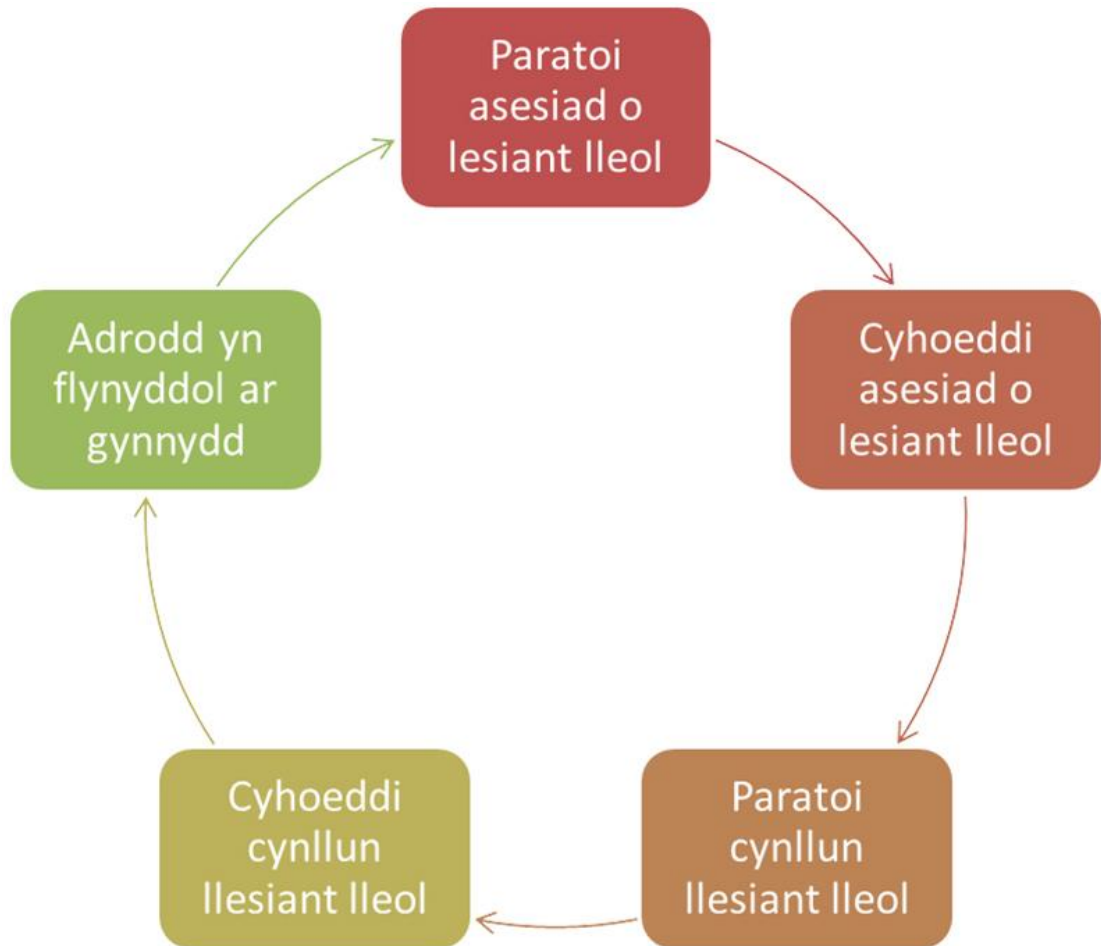 Paratoi
asesiad o
lesiant lleol
Cyhoeddi
asesiad o
lesiant lleol
Paratoi
cynllun
llesiant lleol
Cyhoeddi
cynllun
llesiant lleol
Adrodd yn
flynyddol ar
gynnydd